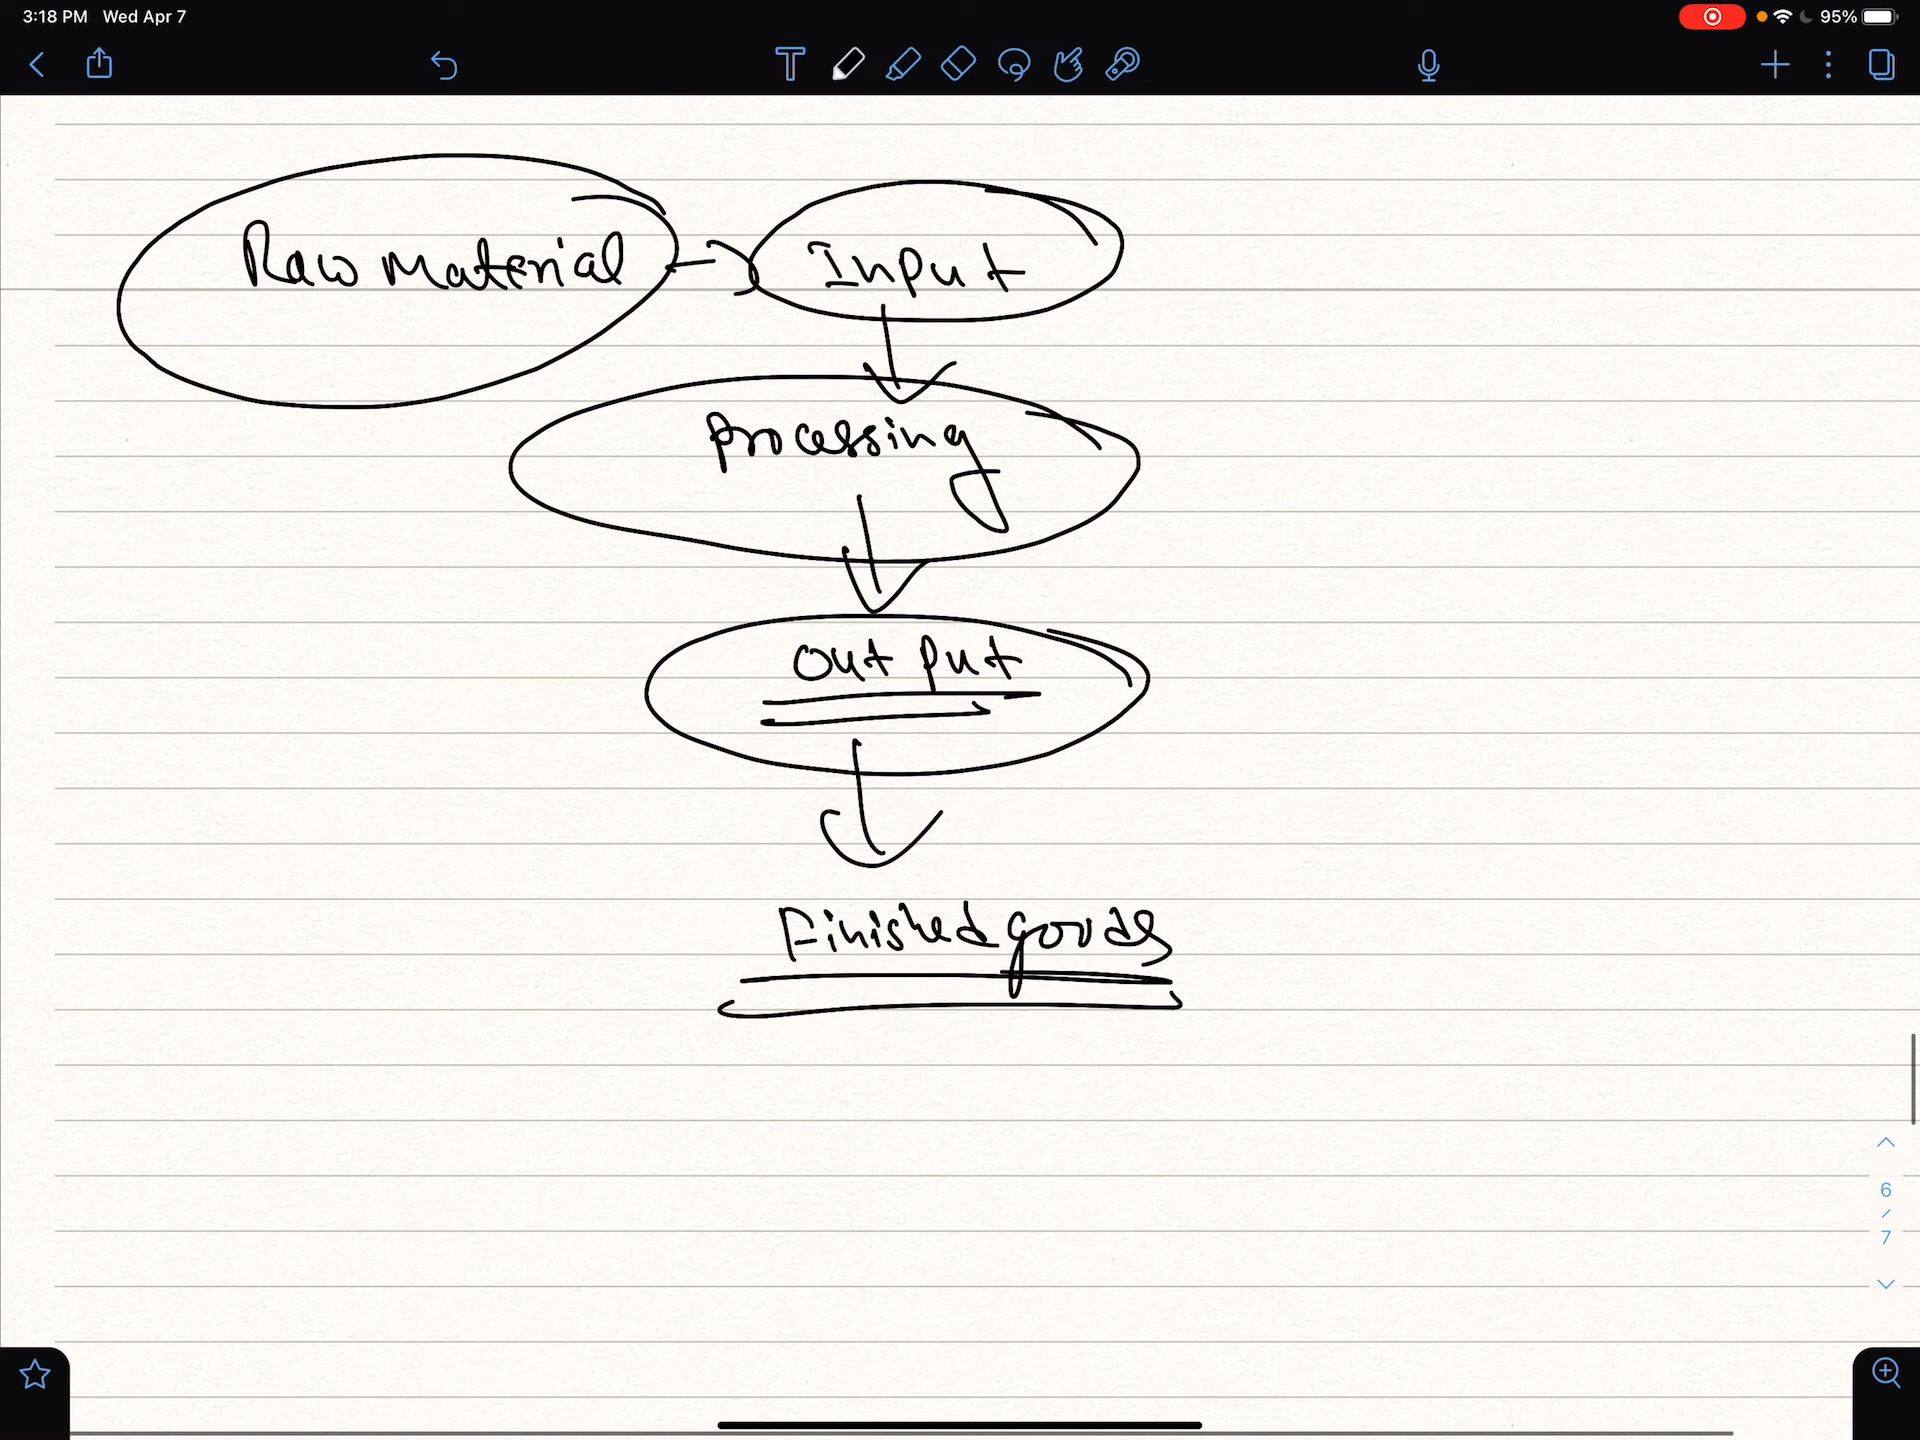 3:18 PM Wed Apr 7
95%
Raw Material
Input
Processing
Out put
Finished goods
6
/
7